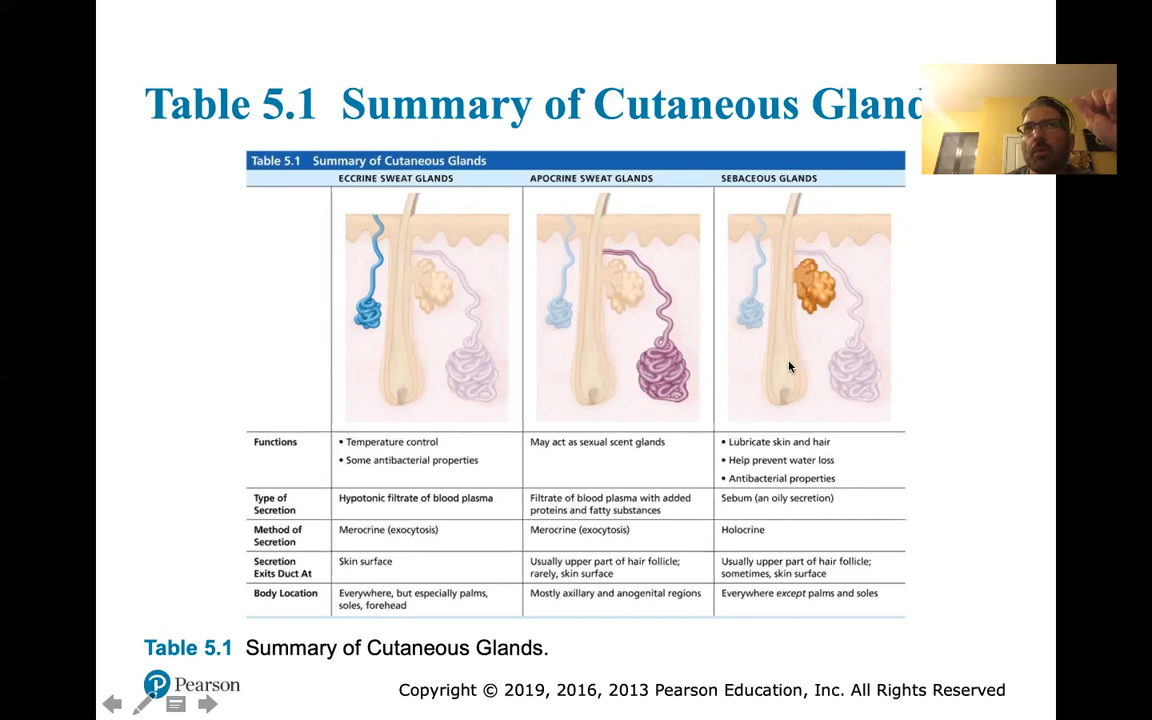 Table 5.1 Summary of Cutaneous Gland
Table 5.1 Summary of Cutaneous Glands
ECCRINE SWEAT GLANDS APOCRINE SWEAT GLANDS SEBACEOUS GLANDS
Functions
• Temperature control
• Some antibacterial properties
May act as sexual scent glands
• Lubricate skin and hair
• Help prevent water loss
• Antibacterial properties
Type of
Secretion
Hypotonic filtrate of blood plasma
Filtrate of blood plasma with added
proteins and fatty substances
Sebum (an oily secretion)
Method of
Secretion
Merocrine (exocytosis)
Merocrine (exocytosis)
Holocrine
Secretion
Exits Duct At
Skin surface
Usually upper part of hair follicle;
rarely, skin surface
Usually upper part of hair follicle;
sometimes, skin surface
Body Location
Everywhere, but especially palms,
soles, forehead
Mostly axillary and anogenital regions
Everywhere except palms and soles
Table 5.1 Summary of Cutaneous Glands.
P Pearson
Copyright © 2019, 2016, 2013 Pearson Education, Inc. All Rights Reserved